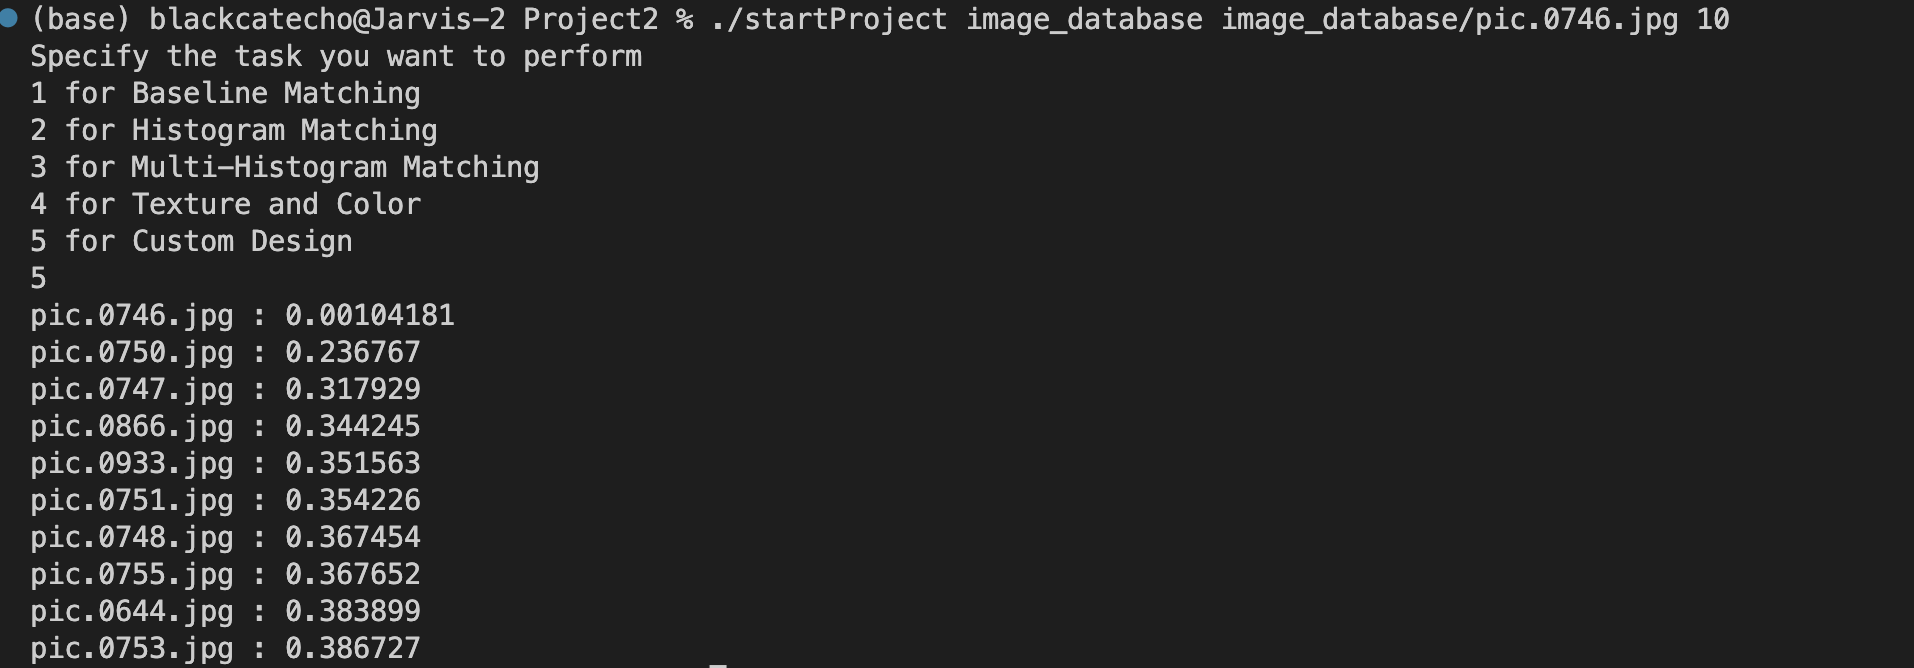 (base) blackcatecho@Jarvis-2 Project2 % ./startProject image_database image_database/pic.0746.jpg 10
Specify the task you want to perform
1 for Baseline Matching
2 for Histogram Matching
3 for Multi-Histogram Matching
4 for Texture and Color
5 for Custom Design
5
pic.0746.jpg : 0.00104181
pic.0750.jpg : 0.236767
pic.0747.jpg : 0.317929
pic.0866.jpg : 0.344245
pic.0933.jpg : 0.351563
pic.0751.jpg : 0.354226
pic.0748.jpg : 0.367454
pic.0755.jpg : 0.367652
pic.0644.jpg : 0.383899
pic.0753.jpg : 0.386727